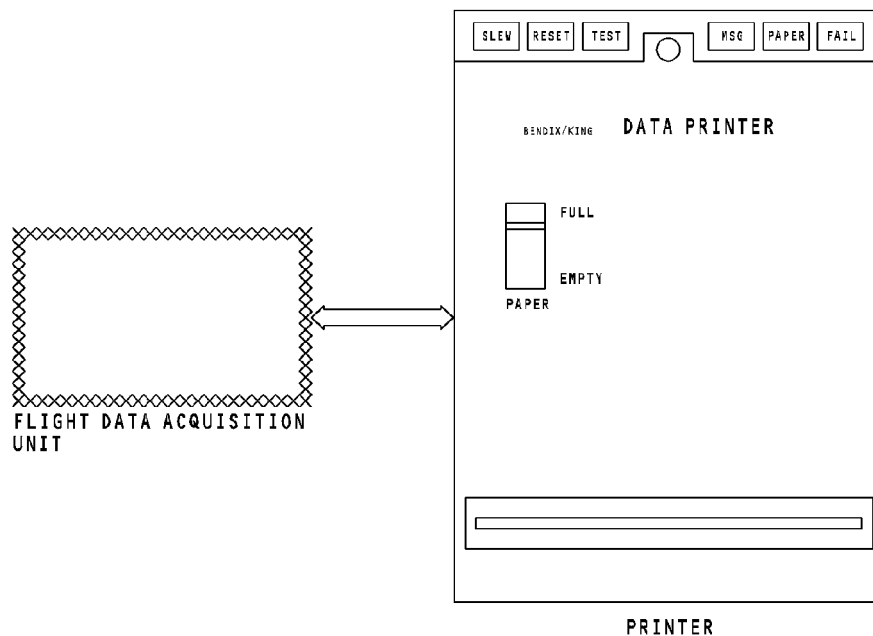 SLEW RESET TEST MSG PAPER FAIL
BENDIX/KING DATA PRINTER
FULL
EMPTY
PAPER
FLIGHT DATA ACQUISITION
UNIT
PRINTER